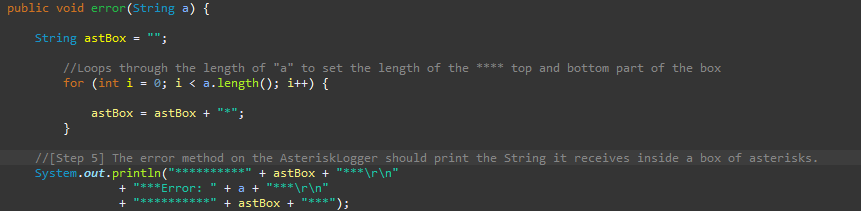 public void error(String a) {
String astBox = "";
//Loops through the length of "a" to set the length of the **** top and bottom part of the box
for (int i = 0; i < a.length(); i++) {
astBox = astBox + "*";
}
//[Step 5] The error method on the AsteriskLogger should print the String it receives inside a box of asterisks.
System.out.println("**********" + astBox + "***\r\n"
+ "***Error: " + a + "***\r\n"
+ "**********" + astBox + "***");